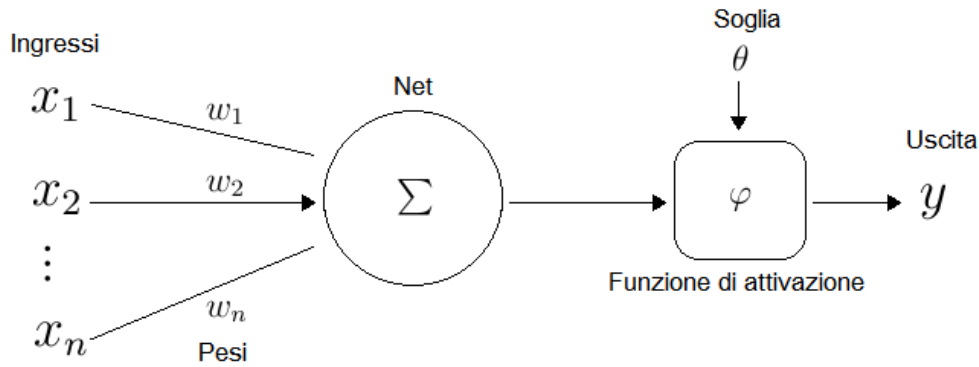 Ingressi
x₁
w₁
x₂
w₂
⋮
xₙ
wₙ
Pesi
Net
Σ
Soglia
θ
φ
Funzione di attivazione
Uscita
y